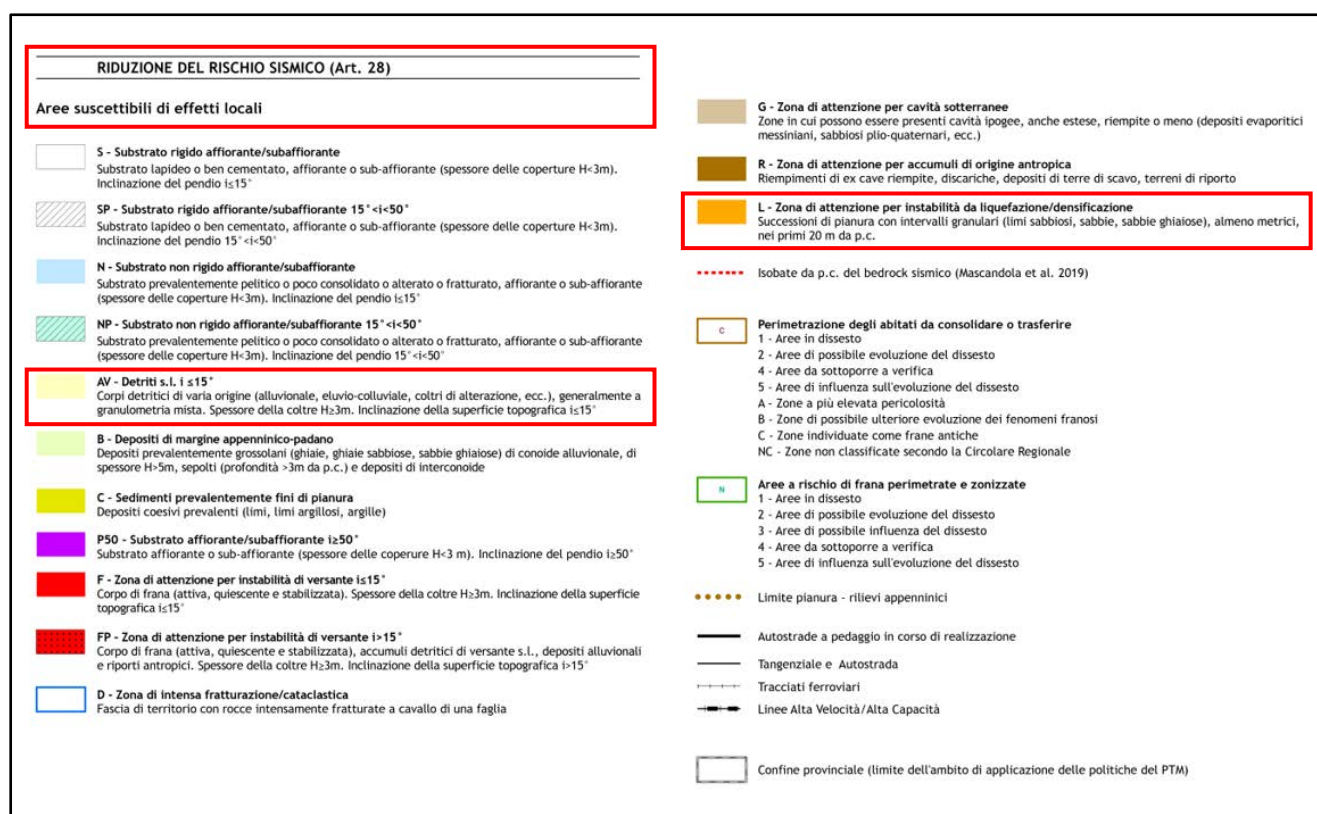 RIDUZIONE DEL RISCHIO SISMICO (Art. 28)
Aree suscettibili di effetti locali
S - Substrato rigido affiorante/subaffiorante
Substrato lapideo o ben cementato, affiorante o sub-affiorante (spessore delle coperture H<3m).
Inclinazione del pendio i≤15°
SP - Substrato rigido affiorante/subaffiorante 15°<i<50°
Substrato lapideo o ben cementato, affiorante o sub-affiorante (spessore delle coperture H<3m).
Inclinazione del pendio 15°<i<50°
N - Substrato non rigido affiorante/subaffiorante
Substrato prevalentemente pelitico o poco consolidato o alterato o fratturato, affiorante o sub-affiorante
(spessore delle coperture H<3m). Inclinazione del pendio i≤15°
NP - Substrato non rigido affiorante/subaffiorante 15°<i<50°
Substrato prevalentemente pelitico o poco consolidato o alterato o fratturato, affiorante o sub-affiorante
(spessore delle coperture H<3m). Inclinazione del pendio 15°<i<50°
AV - Detriti s.l. i ≤15°
Corpi detritici di varia origine (alluvionale, eluvio-colluviale, coltri di alterazione, ecc.), generalmente a
granulometria mista. Spessore della coltre H≥3m. Inclinazione della superficie topografica i≤15°
B - Depositi di margine appenninico-padano
Depositi prevalentemente grossolani (ghiaie, ghiaie sabbiose, sabbie ghiaiose) di conoide alluvionale, di
spessore H>5m, sepolti (profondità >3m da p.c.) e depositi di interconoide
C - Sedimenti prevalentemente fini di pianura
Depositi coesivi prevalenti (limi, limi argillosi, argille)
P50 - Substrato affiorante/subaffiorante i≥50°
Substrato affiorante o sub-affiorante (spessore delle coperure H<3 m). Inclinazione del pendio i≥50°
F - Zona di attenzione per instabilità di versante i≤15°
Corpo di frana (attiva, quiescente e stabilizzata). Spessore della coltre H≥3m. Inclinazione della superficie
topografica i≤15°
FP - Zona di attenzione per instabilità di versante i>15°
Corpo di frana (attiva, quiescente e stabilizzata), accumuli detritici di versante s.l., depositi alluvionali
e riporti antropici. Spessore della coltre H≥3m. Inclinazione della superficie topografica i>15°
D - Zona di intensa fratturazione/cataclastica
Fascia di territorio con rocce intensamente fratturate a cavallo di una faglia
G - Zona di attenzione per cavità sotterranee
Zone in cui possono essere presenti cavità ipogee, anche estese, riempite o meno (depositi evaporitici
messiniani, sabbiosi plio-quaternari, ecc.)
R - Zona di attenzione per accumuli di origine antropica
Riempimenti di ex cave riempite, discariche, depositi di terre di scavo, terreni di riporto
L - Zona di attenzione per instabilità da liquefazione/densificazione
Successioni di pianura con intervalli granulari (limi sabbiosi, sabbie, sabbie ghiaiose), almeno metrici,
nei primi 20 m da p.c.
Isobate da p.c. del bedrock sismico (Mascandola et al. 2019)
C
Perimetrazione degli abitati da consolidare o trasferire
1 - Aree in dissesto
2 - Aree di possibile evoluzione del dissesto
4 - Aree da sottoporre a verifica
5 - Aree di influenza sull'evoluzione del dissesto
A - Zone a più elevata pericolosità
B - Zone di possibile ulteriore evoluzione dei fenomeni franosi
C - Zone individuate come frane antiche
NC - Zone non classificate secondo la Circolare Regionale
N
Aree a rischio di frana perimetrate e zonizzate
1 - Aree in dissesto
2 - Aree di possibile evoluzione del dissesto
3 - Aree di possibile influenza del dissesto
4 - Aree da sottoporre a verifica
5 - Aree di influenza sull'evoluzione del dissesto
Limite pianura - rilievi appenninici
Autostrade a pedaggio in corso di realizzazione
Tangenziale e Autostrada
Tracciati ferroviari
Linee Alta Velocità/Alta Capacità
Confine provinciale (limite dell'ambito di applicazione delle politiche del PTM)